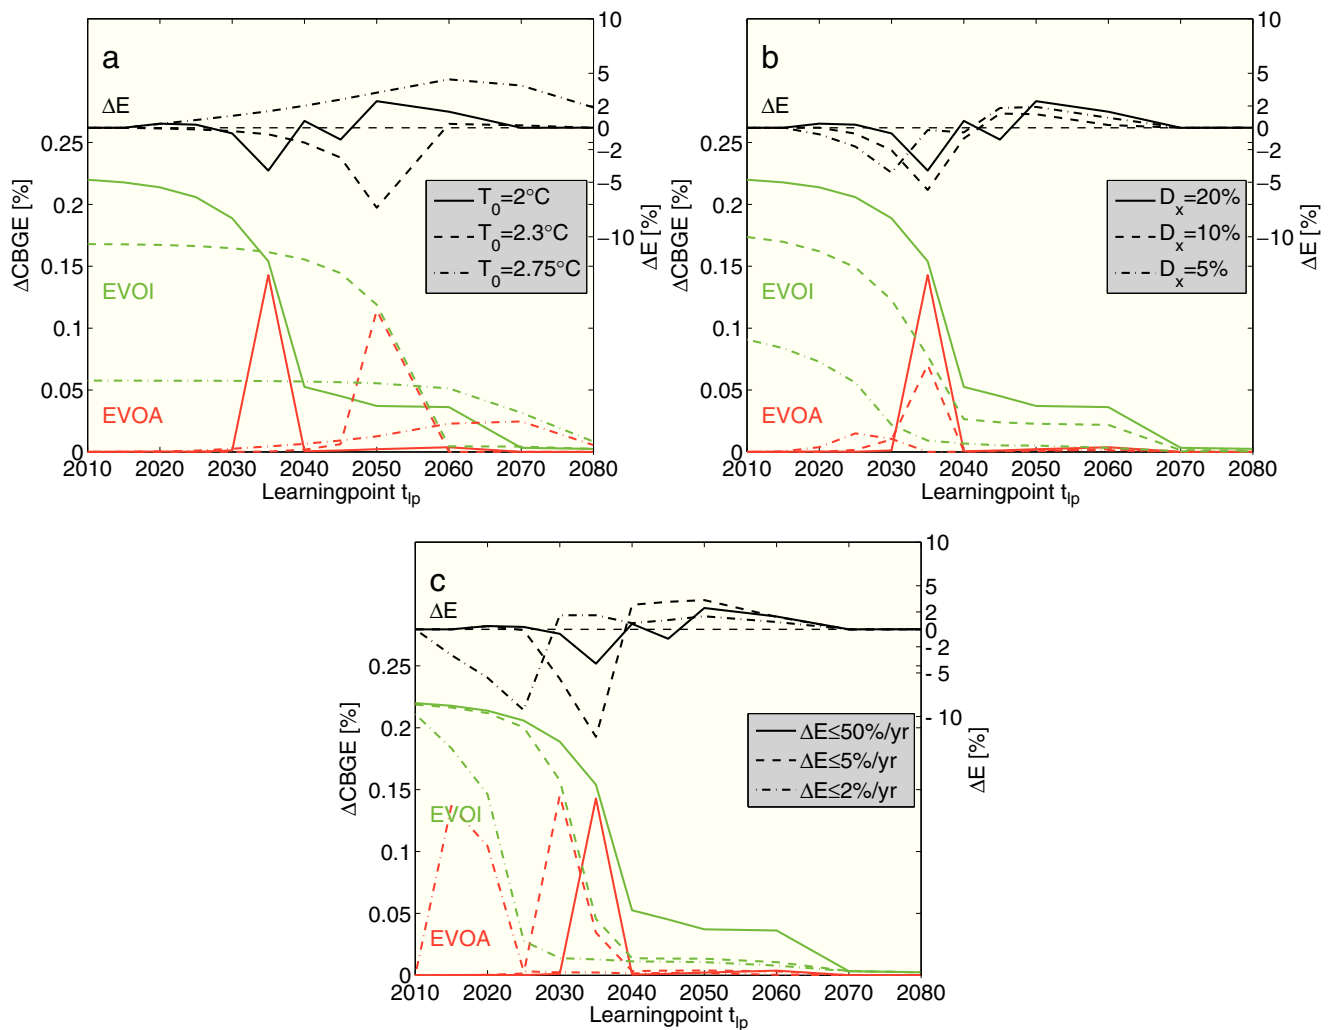 a
ΔE
10
5
2
0
−2
−5
−10
ΔE [%]
0.25
0.2
0.15
0.1
0.05
0
ΔCBGE [%]
T0=2°C
T0=2.3°C
T0=2.75°C
EVOI
EVOA
2010 2020 2030 2040 2050 2060 2070 2080
Learningpoint tlp
b
ΔE
10
5
2
0
−2
−5
−10
ΔE [%]
0.25
0.2
0.15
0.1
0.05
0
ΔCBGE [%]
Dx=20%
Dx=10%
Dx=5%
EVOI
EVOA
2010 2020 2030 2040 2050 2060 2070 2080
Learningpoint tlp
c
ΔE
10
5
2
0
- 2
- 5
- 10
ΔE [%]
0.25
0.2
0.15
0.1
0.05
0
ΔCBGE [%]
ΔE≤50%/yr
ΔE≤5%/yr
ΔE≤2%/yr
EVOI
EVOA
2010 2020 2030 2040 2050 2060 2070 2080
Learningpoint tlp